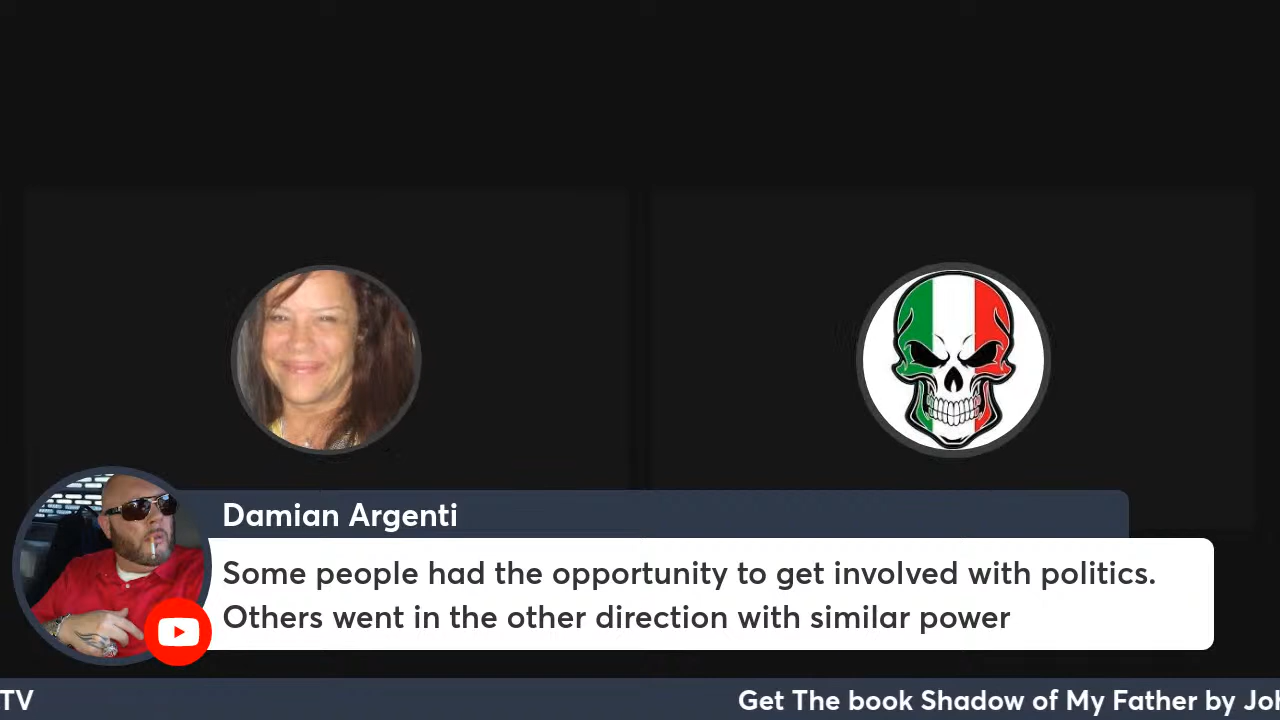 Damian Argenti
Some people had the opportunity to get involved with politics.
Others went in the other direction with similar power
TV Get The book Shadow of My Father by